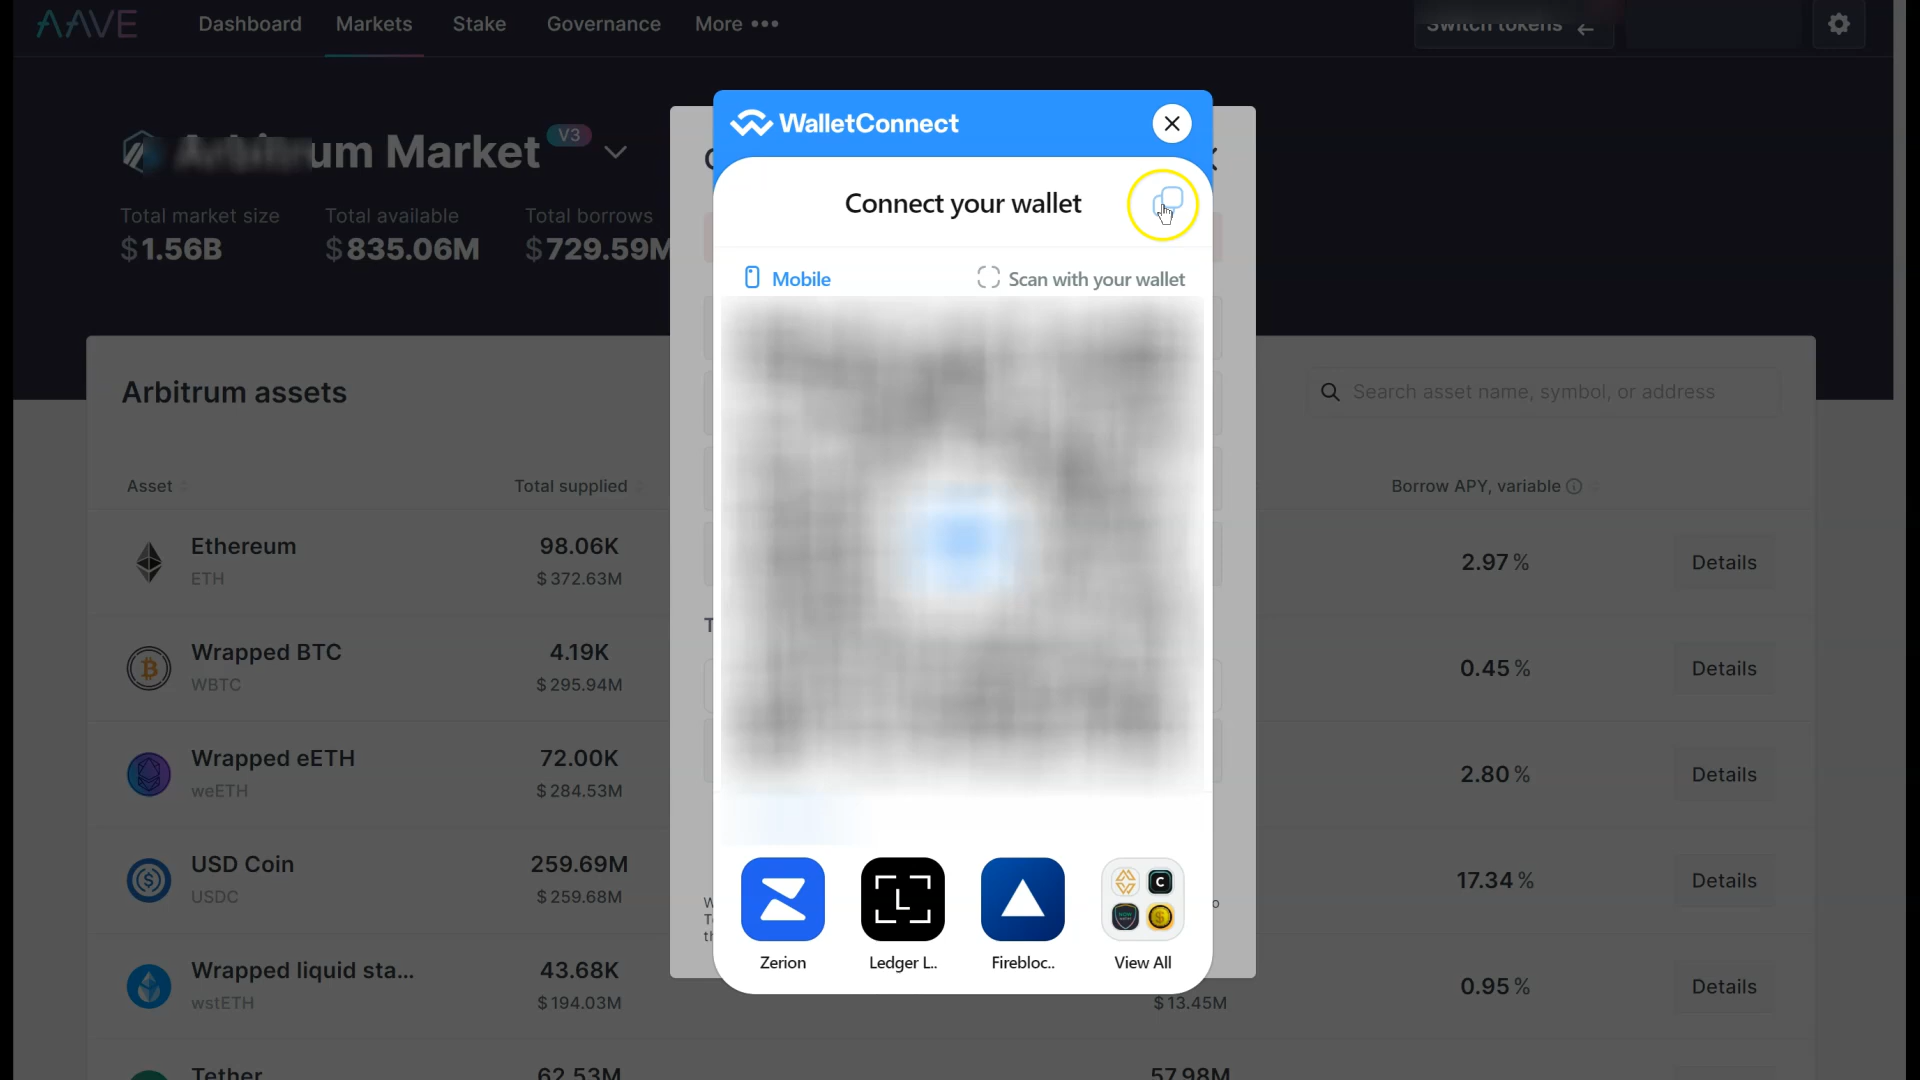 AAVE
Dashboard Markets Stake Governance More •••
Switch tokens
Arbitrum Market V3
Total market size Total available Total borrows
$1.56B $835.06M $729.59M
WalletConnect
Connect your wallet
Mobile Scan with your wallet
Arbitrum assets
Search asset name, symbol, or address
Asset Total supplied Borrow APY, variable
Ethereum 98.06K 2.97 % Details
ETH $ 372.63M
Wrapped BTC 4.19K 0.45 % Details
WBTC $ 295.94M
Wrapped eETH 72.00K 2.80 % Details
weETH $ 284.53M
USD Coin 259.69M 17.34 % Details
USDC $ 259.68M
Wrapped liquid sta... 43.68K 0.95 % Details
wstETH $ 194.03M $ 13.45M
Zerion Ledger L.. Firebloc.. View All
Tether 62.53M 57.98M